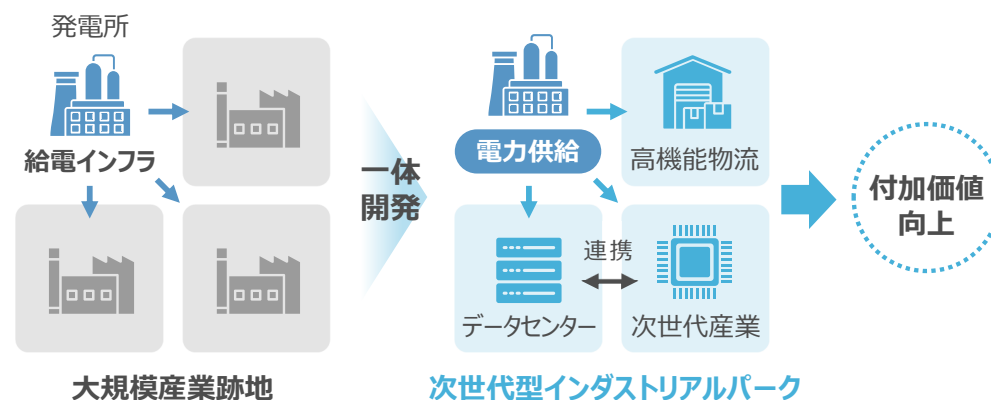 発電所
給電インフラ
大規模産業跡地
一体
開発
電力供給
高機能物流
連携
データセンター
次世代産業
次世代型インダストリアルパーク
付加価値
向上